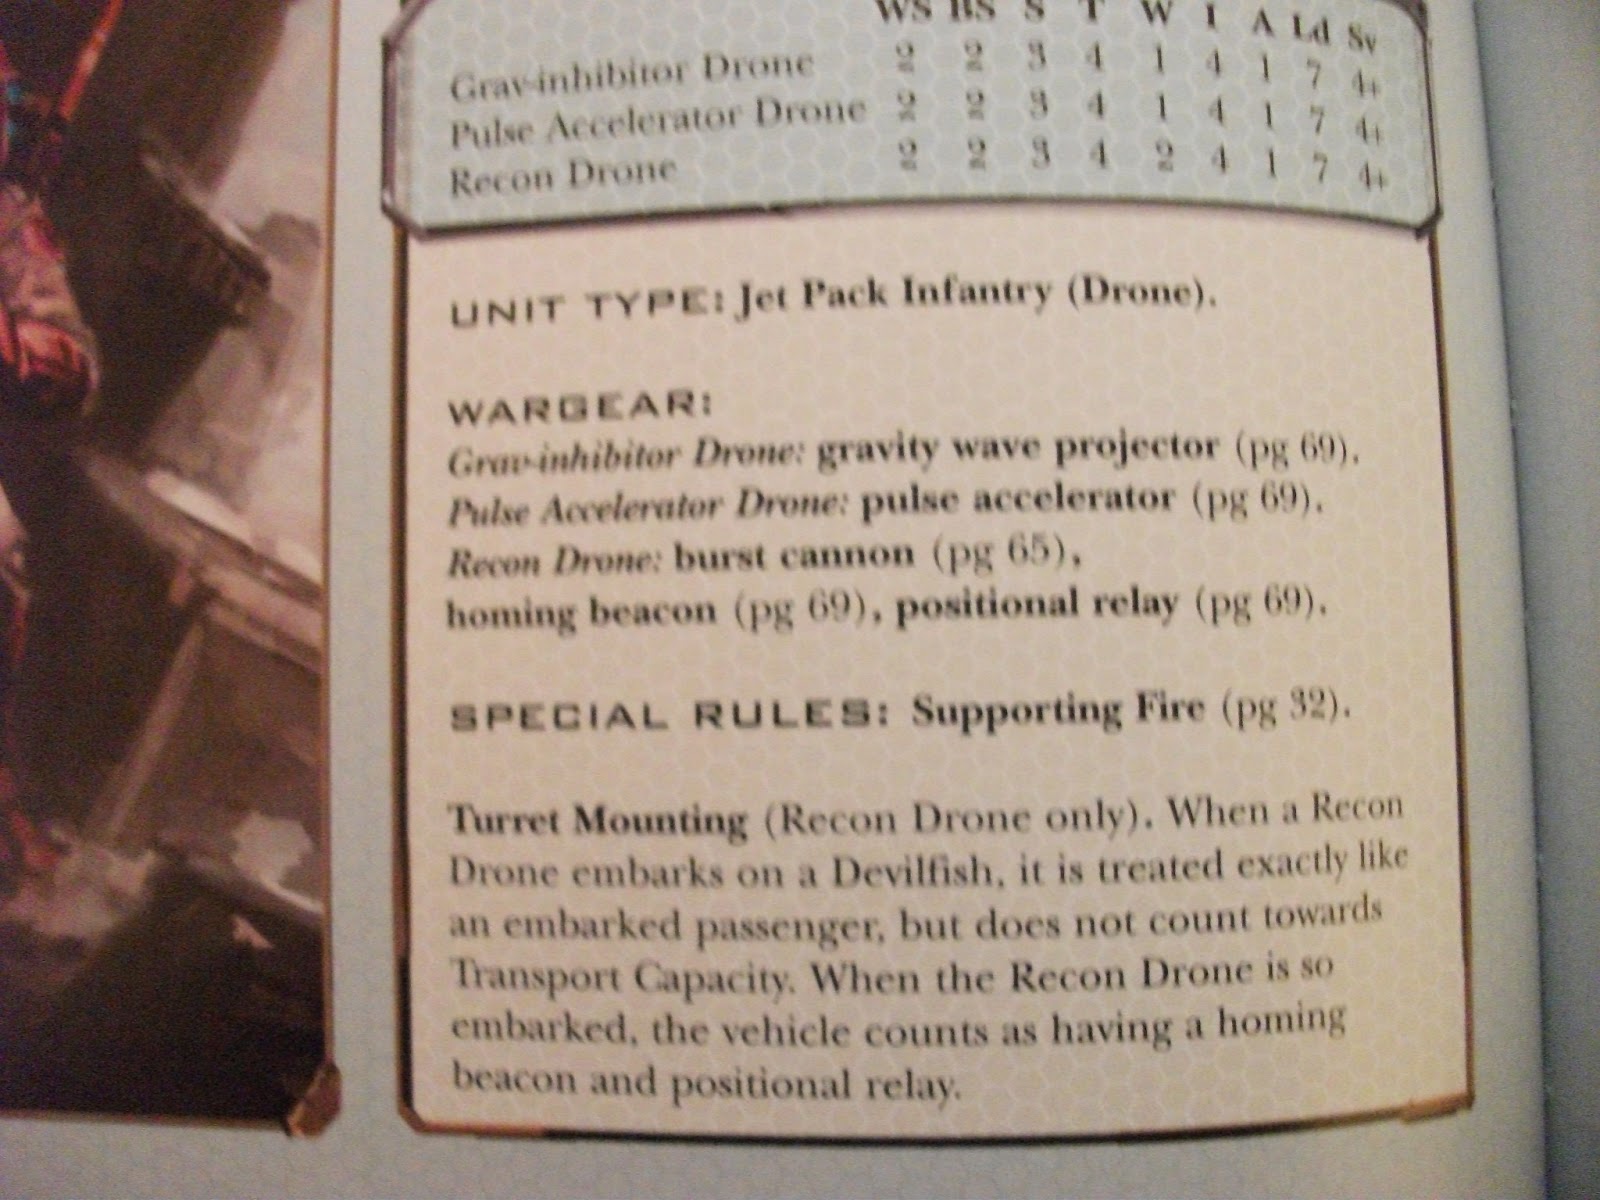 WS BS S T W I A Ld Sv
Grav-inhibitor Drone 2 2 3 4 1 4 1 7 4+
Pulse Accelerator Drone 2 2 3 4 1 4 1 7 4+
Recon Drone 2 2 3 4 2 4 1 7 4+
UNIT TYPE: Jet Pack Infantry (Drone).
WARGEAR:
Grav-inhibitor Drone: gravity wave projector (pg 69).
Pulse Accelerator Drone: pulse accelerator (pg 69).
Recon Drone: burst cannon (pg 65),
homing beacon (pg 69), positional relay (pg 69).
SPECIAL RULES: Supporting Fire (pg 32).
Turret Mounting (Recon Drone only). When a Recon
Drone embarks on a Devilfish, it is treated exactly like
an embarked passenger, but does not count towards
Transport Capacity. When the Recon Drone is so
embarked, the vehicle counts as having a homing
beacon and positional relay.